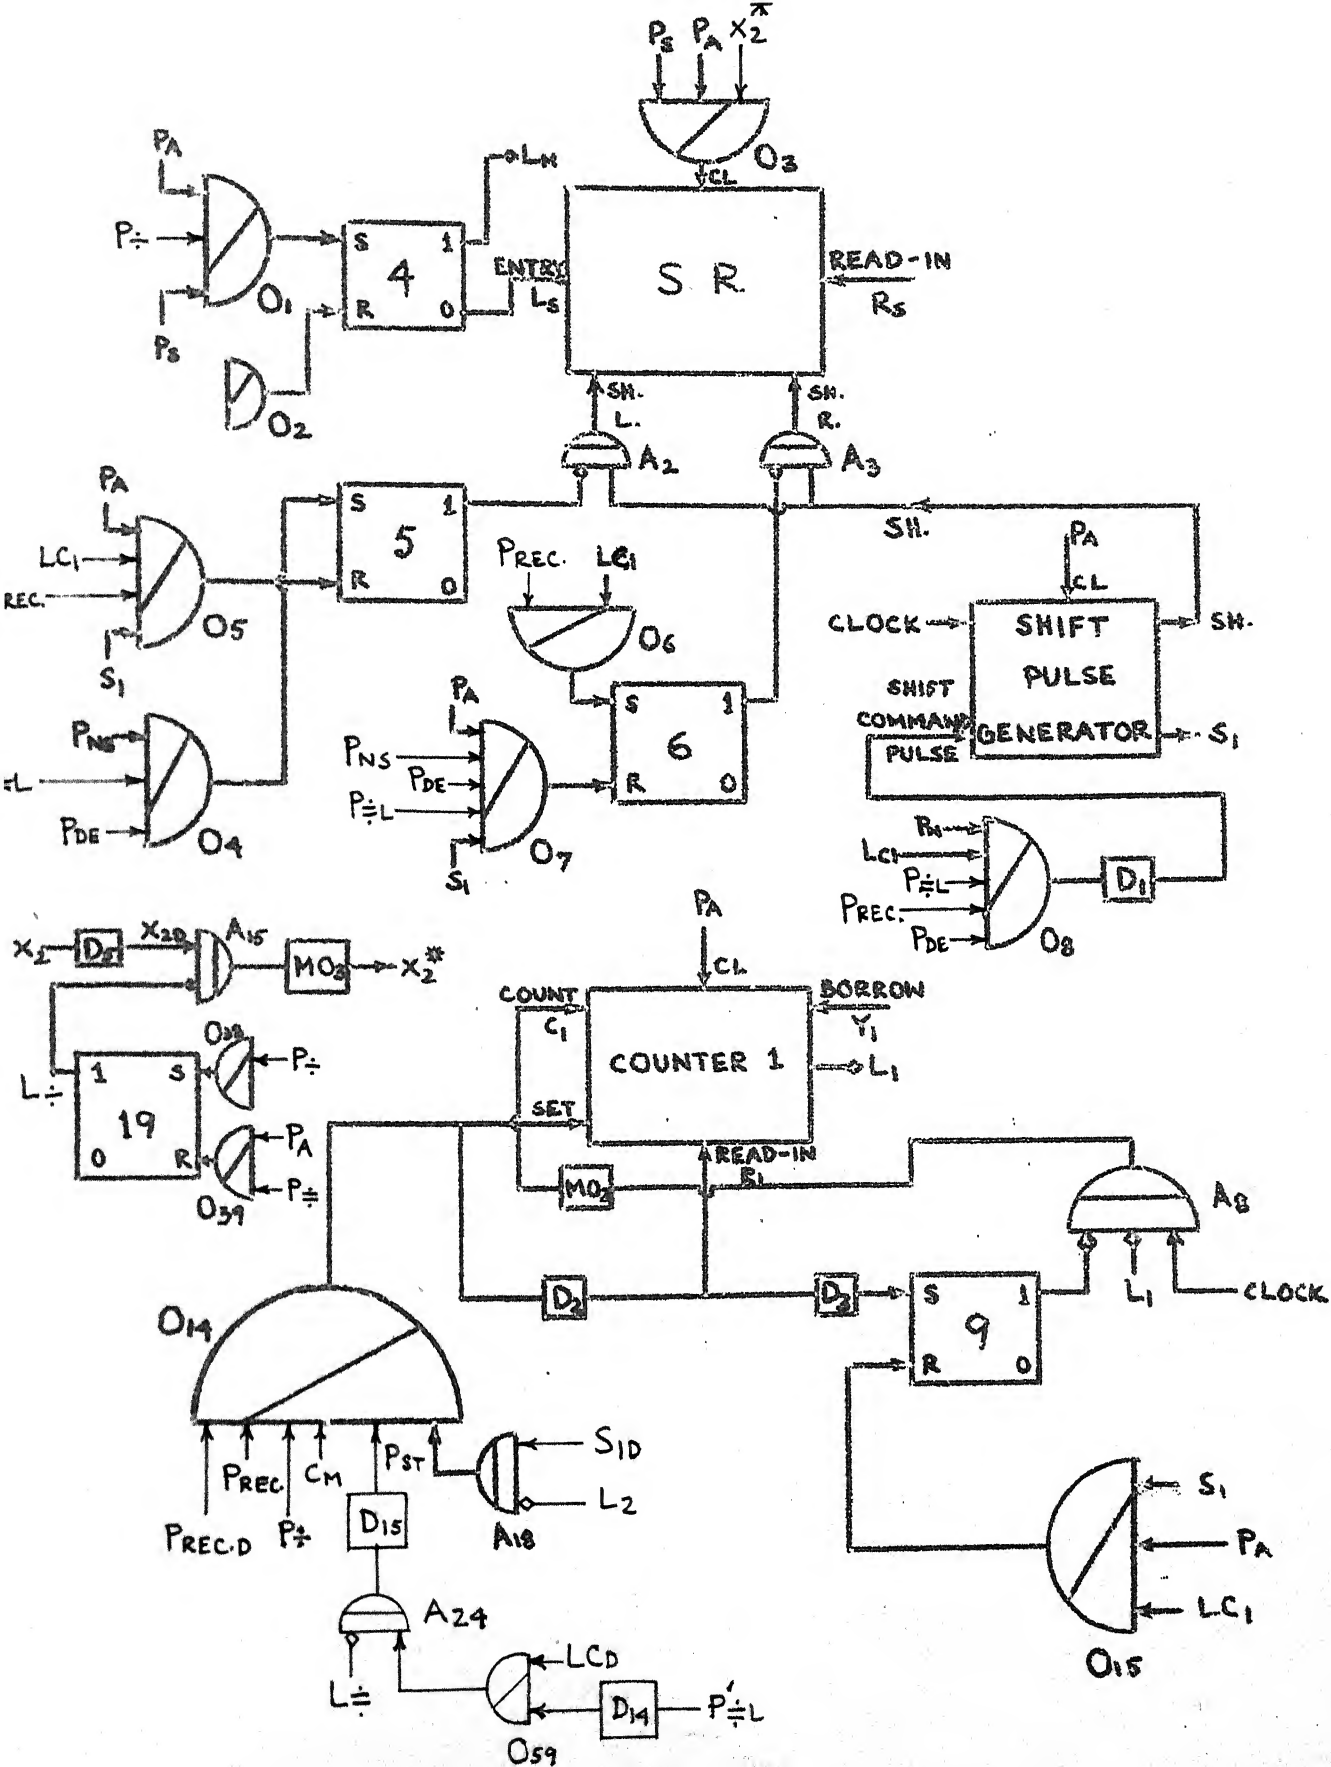 Ps PA X2*
O3
CL
PA
P÷
Ps
O1
S 1
4
R 0
O2
LM
ENTRY
LS
S R.
READ-IN
RS
SH.
L.
SH.
R.
A2
A3
PA
LC1
REC.
S1
O5
S 1
5
R 0
SH.
PREC. LC1
O6
PA
CL
CLOCK
SHIFT
PULSE
GENERATOR
SH.
S1
SHIFT
COMMAND
PULSE
PNS
÷L
PDE
O4
PA
PNS
PDE
P÷L
S1
O7
S 1
6
R 0
LC1
P÷L
PREC.
PDE
O8
D1
X2
X2D
A15
MO3
X2*
PA
CL
COUNT
C1
COUNTER 1
BORROW
Y1
L1
SET
READ-IN
R1
L÷
1 S
19
0 R
P÷
PA
P÷
O39
MO2
A8
L1
CLOCK
D2
D3
S 1
9
R 0
O14
PREC.D
PREC.
P÷
CM
PST
S1D
L2
A18
D15
A24
L÷
LCD
D14
P'÷L
O59
S1
PA
LC1
O15